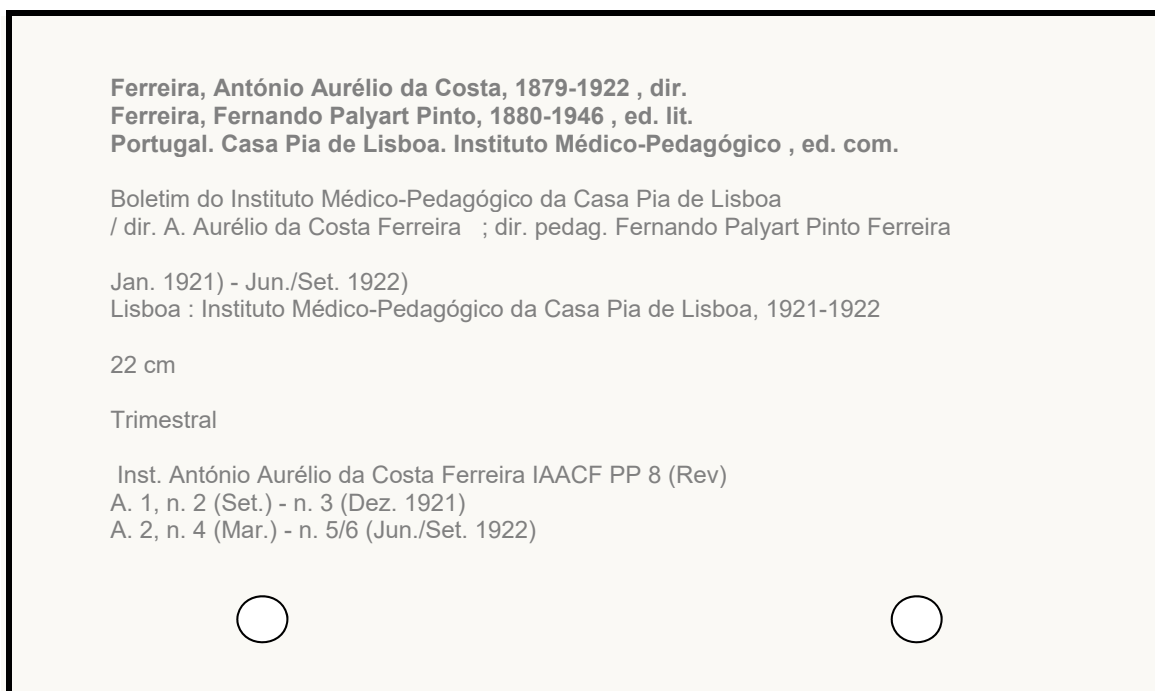 Ferreira, António Aurélio da Costa, 1879-1922 , dir.
Ferreira, Fernando Palyart Pinto, 1880-1946 , ed. lit.
Portugal. Casa Pia de Lisboa. Instituto Médico-Pedagógico , ed. com.
Boletim do Instituto Médico-Pedagógico da Casa Pia de Lisboa
/ dir. A. Aurélio da Costa Ferreira ; dir. pedag. Fernando Palyart Pinto Ferreira
Jan. 1921) - Jun./Set. 1922)
Lisboa : Instituto Médico-Pedagógico da Casa Pia de Lisboa, 1921-1922
22 cm
Trimestral
Inst. António Aurélio da Costa Ferreira IAACF PP 8 (Rev)
A. 1, n. 2 (Set.) - n. 3 (Dez. 1921)
A. 2, n. 4 (Mar.) - n. 5/6 (Jun./Set. 1922)